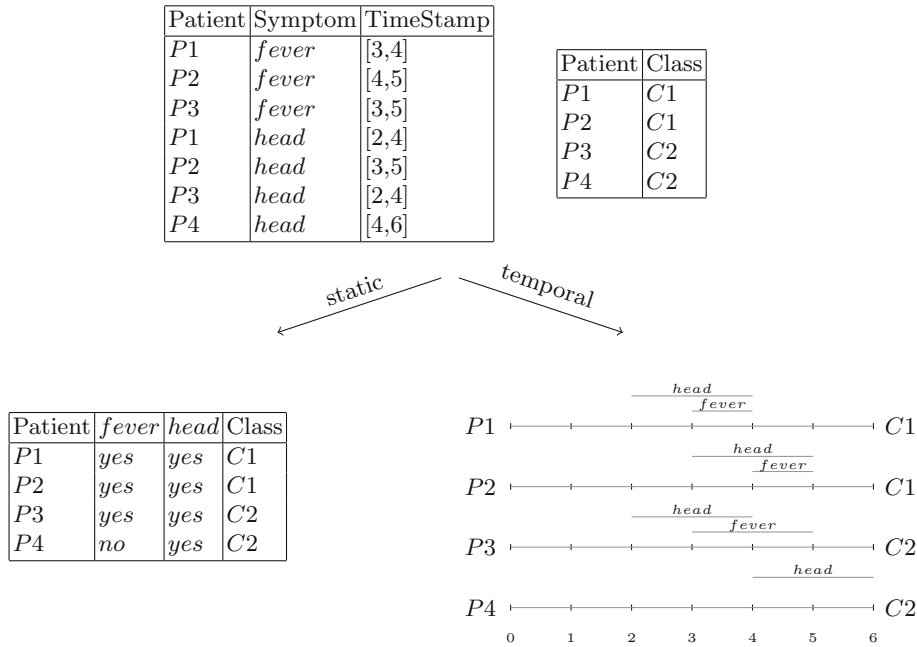 Patient Symptom TimeStamp
P1 fever [3,4]
P2 fever [4,5]
P3 fever [3,5]
P1 head [2,4]
P2 head [3,5]
P3 head [2,4]
P4 head [4,6]
Patient Class
P1 C1
P2 C1
P3 C2
P4 C2
static
temporal
Patient fever head Class
P1 yes yes C1
P2 yes yes C1
P3 yes yes C2
P4 no yes C2
head
fever
P1 C1
head
fever
P2 C1
head
fever
P3 C2
head
P4 C2
0 1 2 3 4 5 6